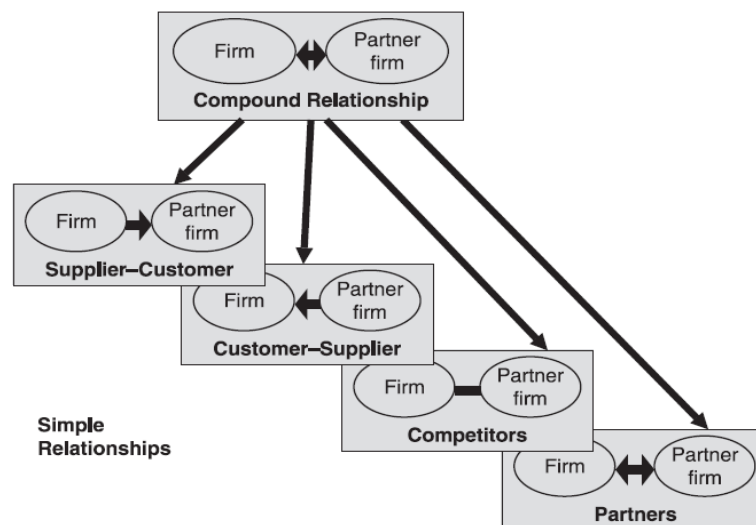 Firm
Partner
firm
Compound Relationship
Firm
Partner
firm
Supplier–Customer
Firm
Partner
firm
Customer–Supplier
Firm
Partner
firm
Competitors
Simple
Relationships
Firm
Partner
firm
Partners